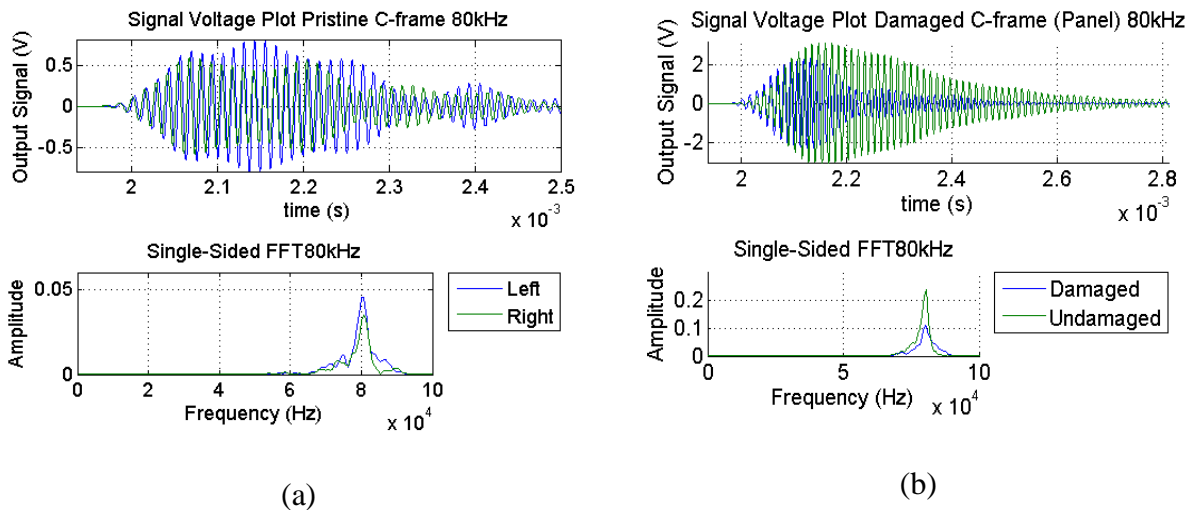 Signal Voltage Plot Pristine C-frame 80kHz
Output Signal (V)
0.5
0
-0.5
2 2.1 2.2 2.3 2.4 2.5
time (s)
x 10^-3
Single-Sided FFT80kHz
Amplitude
0.05
0
0 2 4 6 8 10
Frequency (Hz)
x 10^4
Left
Right
(a)
Signal Voltage Plot Damaged C-frame (Panel) 80kHz
Output Signal (V)
2
0
-2
2 2.2 2.4 2.6 2.8
time (s)
x 10^-3
Single-Sided FFT80kHz
Amplitude
0.2
0.1
0
0 5 10
Frequency (Hz)
x 10^4
Damaged
Undamaged
(b)